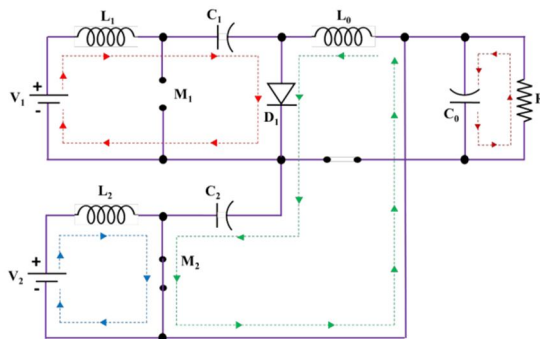 L₁
C₁
L₀
+
V₁
-
M₁
D₁
C₀
R
L₂
C₂
+
V₂
-
M₂